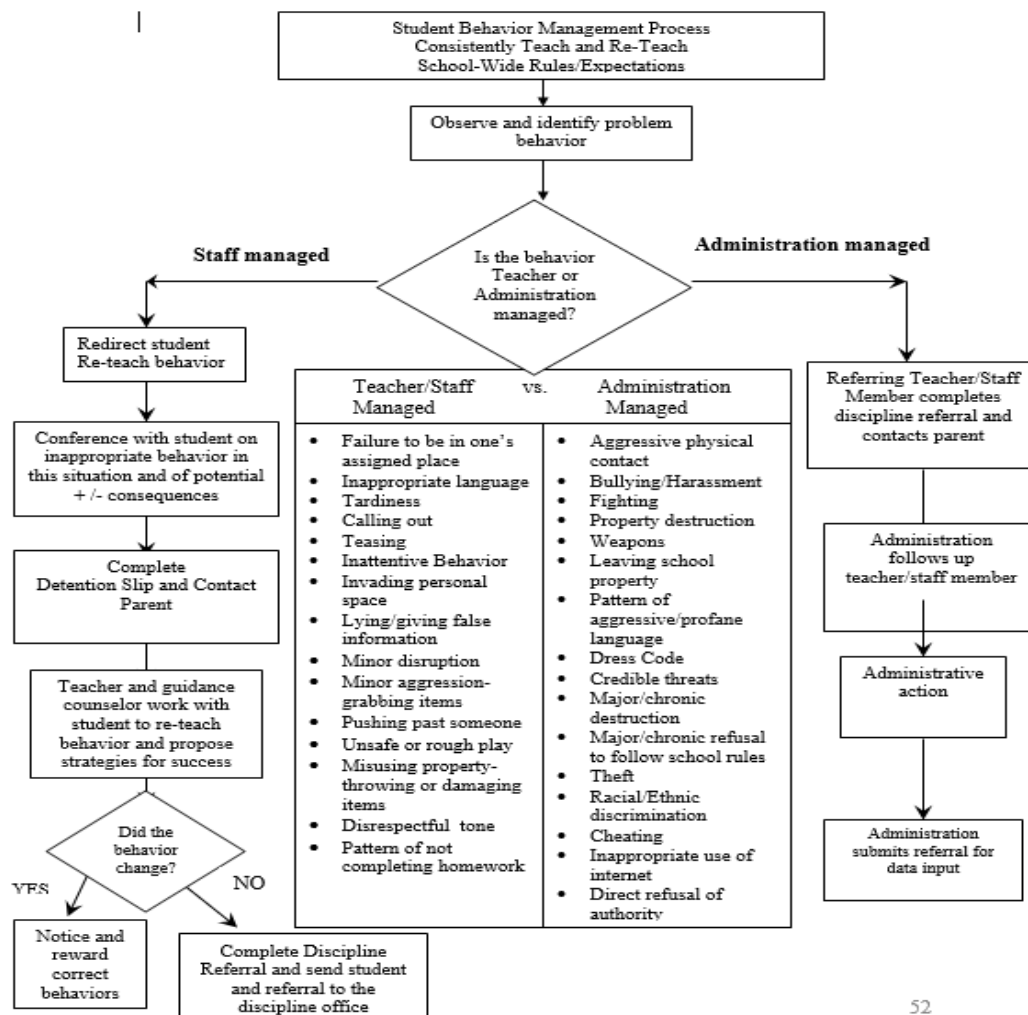 Student Behavior Management Process
Consistently Teach and Re-Teach
School-Wide Rules/Expectations
Observe and identify problem
behavior
Is the behavior
Teacher or
Administration
managed?
Staff managed
Administration managed
Redirect student
Re-teach behavior
Conference with student on
inappropriate behavior in
this situation and of potential
+/- consequences
Complete
Detention Slip and Contact
Parent
Teacher and guidance
counselor work with
student to re-teach
behavior and propose
strategies for success
Did the
behavior
change?
YES
NO
Notice and
reward
correct
behaviors
Complete Discipline
Referral and send student
and referral to the
discipline office
Teacher/Staff
Managed
vs.
Administration
Managed
• Failure to be in one's
assigned place
• Inappropriate language
• Tardiness
• Calling out
• Teasing
• Inattentive Behavior
• Invading personal
space
• Lying/giving false
information
• Minor disruption
• Minor aggression-
grabbing items
• Pushing past someone
• Unsafe or rough play
• Misusing property-
throwing or damaging
items
• Disrespectful tone
• Pattern of not
completing homework
• Aggressive physical
contact
• Bullying/Harassment
• Fighting
• Property destruction
• Weapons
• Leaving school
property
• Pattern of
aggressive/profane
language
• Dress Code
• Credible threats
• Major/chronic
destruction
• Major/chronic refusal
to follow school rules
• Theft
• Racial/Ethnic
discrimination
• Cheating
• Inappropriate use of
internet
• Direct refusal of
authority
Referring Teacher/Staff
Member completes
discipline referral and
contacts parent
Administration
follows up
teacher/staff member
Administrative
action
Administration
submits referral for
data input
52